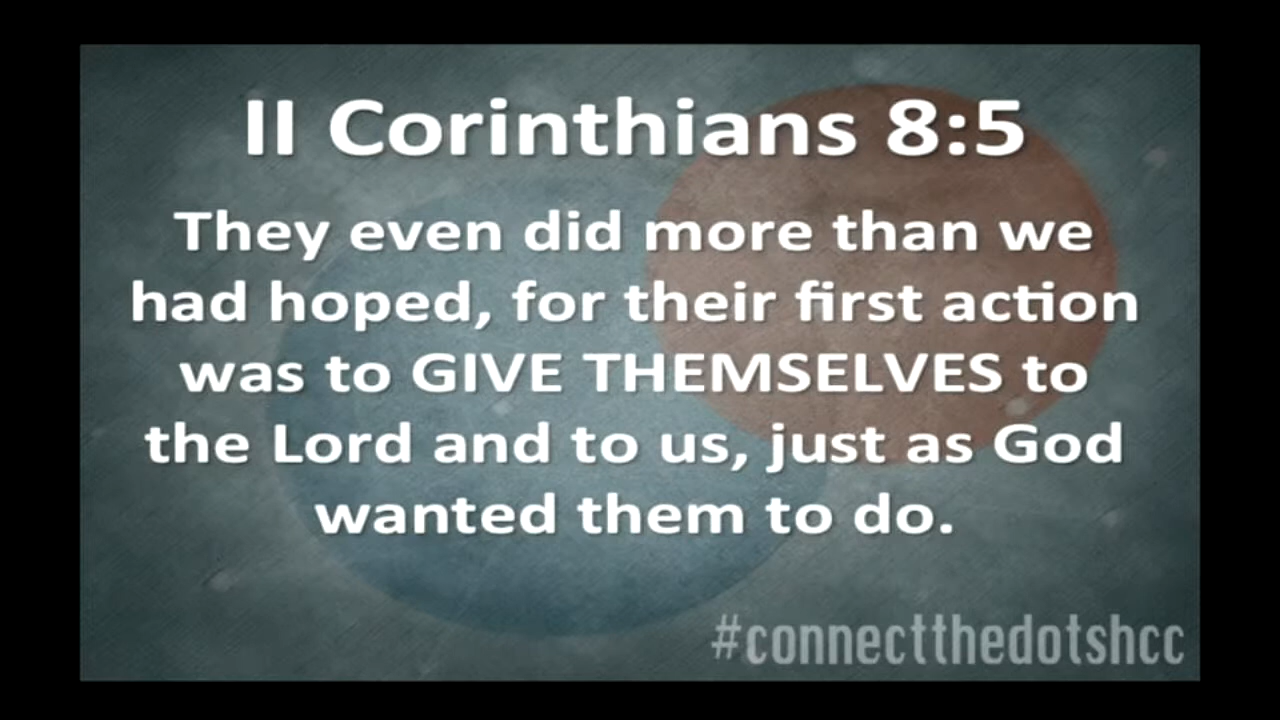 II Corinthians 8:5
They even did more than we
had hoped, for their first action
was to GIVE THEMSELVES to
the Lord and to us, just as God
wanted them to do.
#connectthedotshcc